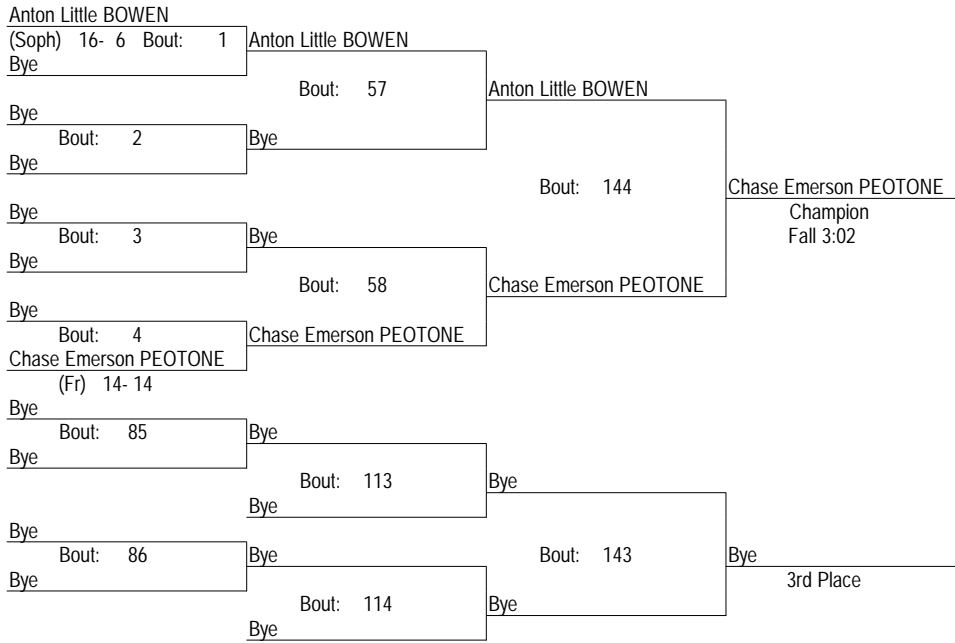 Anton Little BOWEN
(Soph) 16- 6 Bout: 1 Anton Little BOWEN
Bye
Bout: 57 Anton Little BOWEN
Bye
Bout: 2 Bye
Bye
Bout: 144 Chase Emerson PEOTONE
Champion
Fall 3:02
Bye
Bout: 3 Bye
Bye
Bout: 58 Chase Emerson PEOTONE
Bye
Bout: 4 Chase Emerson PEOTONE
Chase Emerson PEOTONE
(Fr) 14- 14
Bye
Bout: 85 Bye
Bye
Bout: 113 Bye
Bye
Bye
Bout: 86 Bye Bout: 143 Bye
Bye 3rd Place
Bout: 114 Bye
Bye